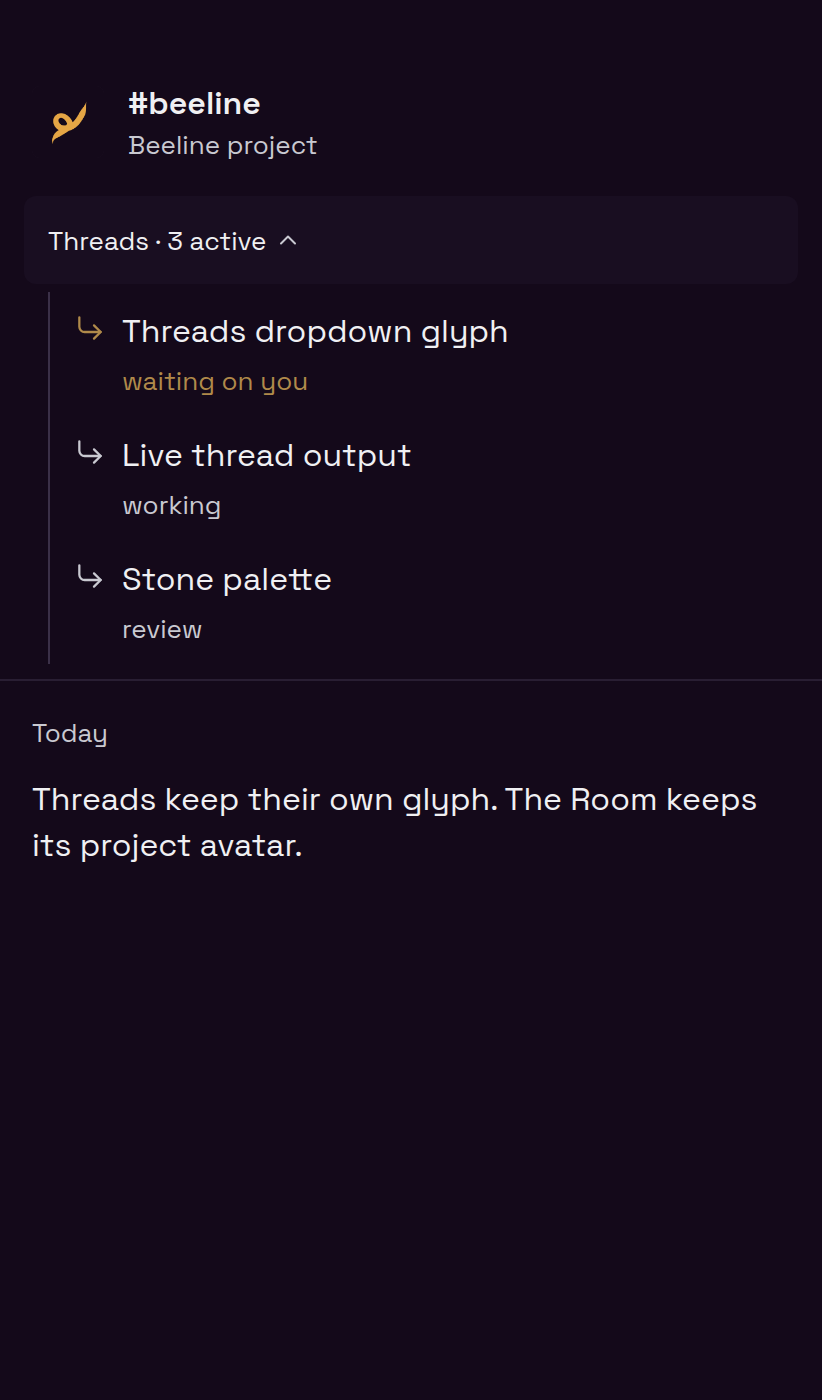 #beeline
Beeline project
Threads · 3 active
Threads dropdown glyph
waiting on you
Live thread output
working
Stone palette
review
Today
Threads keep their own glyph. The Room keeps
its project avatar.